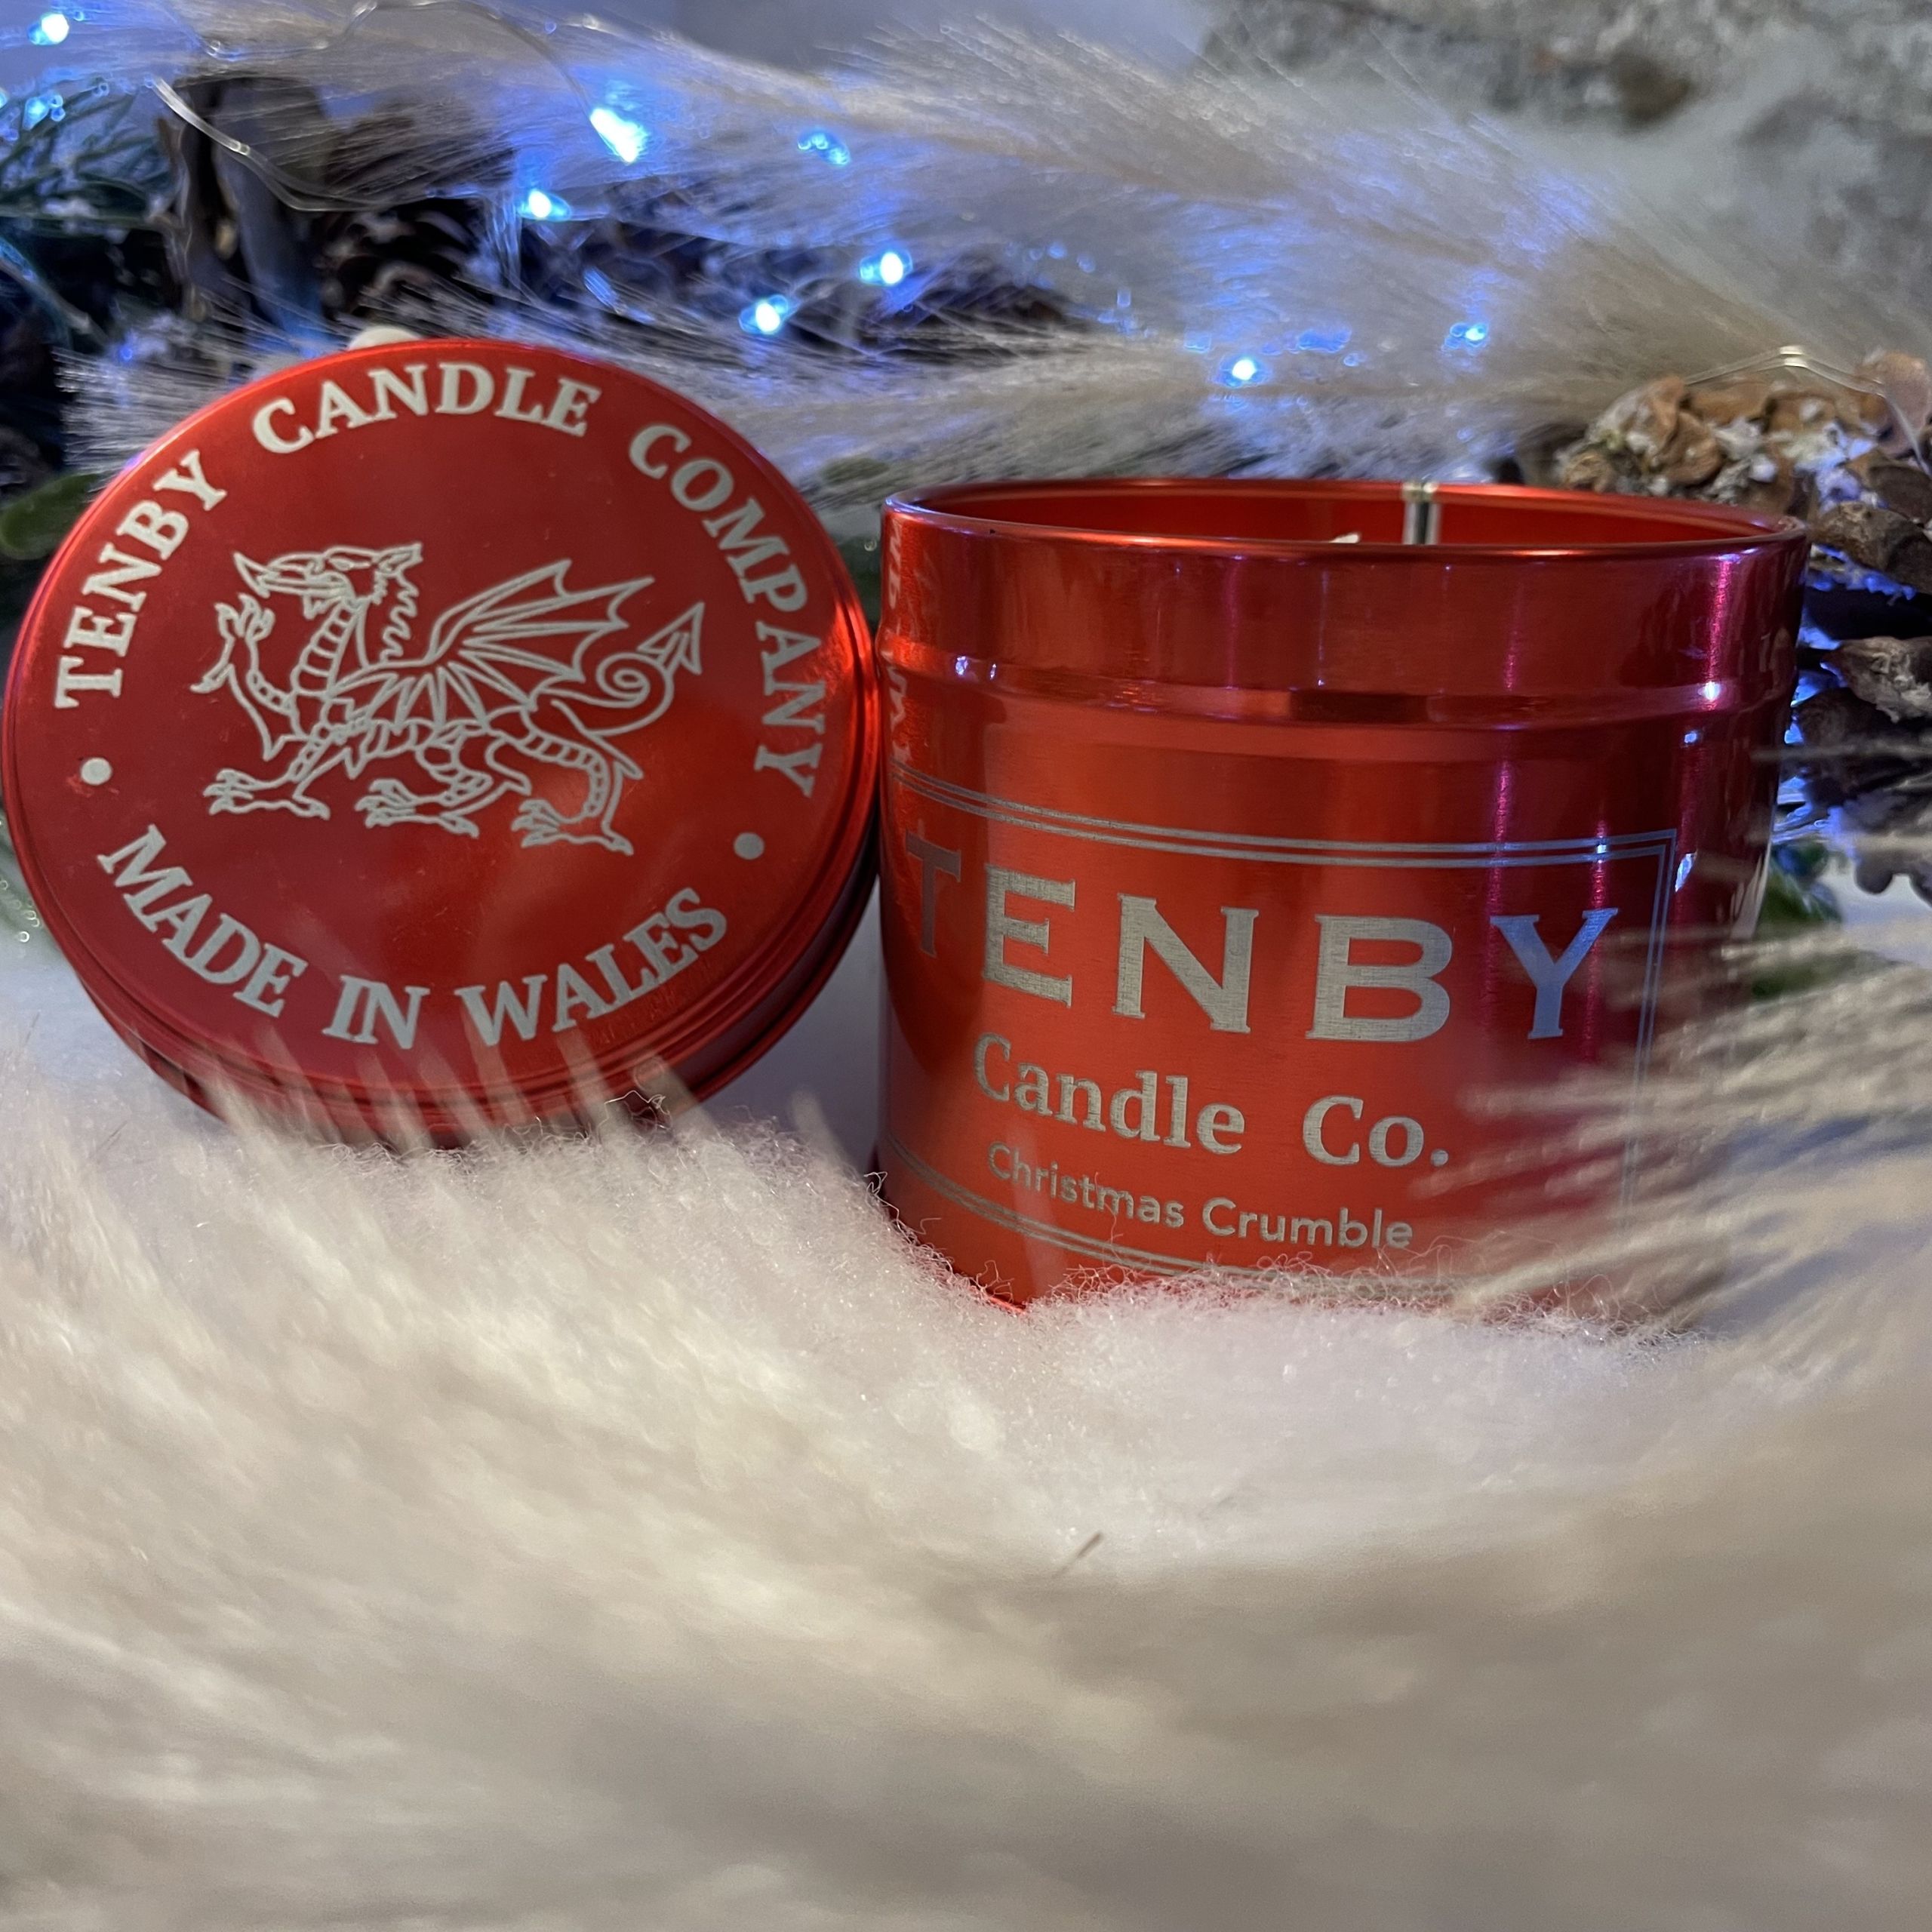 TENBY CANDLE COMPANY
MADE IN WALES
TENBY
Candle Co.
Christmas Crumble